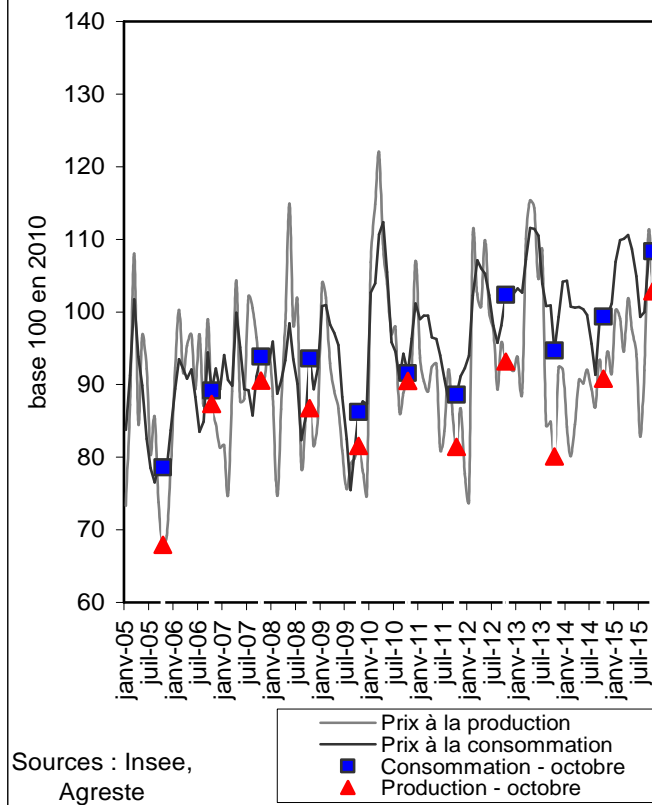 140
130
120
110
100
90
80
70
60
base 100 en 2010
janv-05
juil-05
janv-06
juil-06
janv-07
juil-07
janv-08
juil-08
janv-09
juil-09
janv-10
juil-10
janv-11
juil-11
janv-12
juil-12
janv-13
juil-13
janv-14
juil-14
janv-15
juil-15
Prix à la production
Prix à la consommation
Consommation - octobre
Production - octobre
Sources : Insee,
Agreste